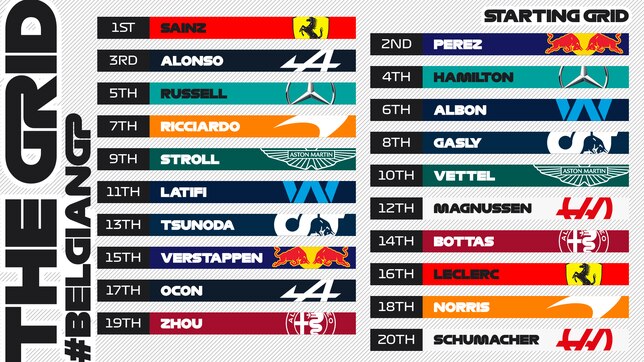 THE GRID
#BELGIANGP
STARTING GRID
1ST SAINZ
2ND PEREZ
3RD ALONSO
4TH HAMILTON
5TH RUSSELL
6TH ALBON
7TH RICCIARDO
8TH GASLY
9TH STROLL ASTON MARTIN
10TH VETTEL ASTON MARTIN
11TH LATIFI
12TH MAGNUSSEN
13TH TSUNODA
14TH BOTTAS
15TH VERSTAPPEN
16TH LECLERC
17TH OCON
18TH NORRIS
19TH ZHOU
20TH SCHUMACHER